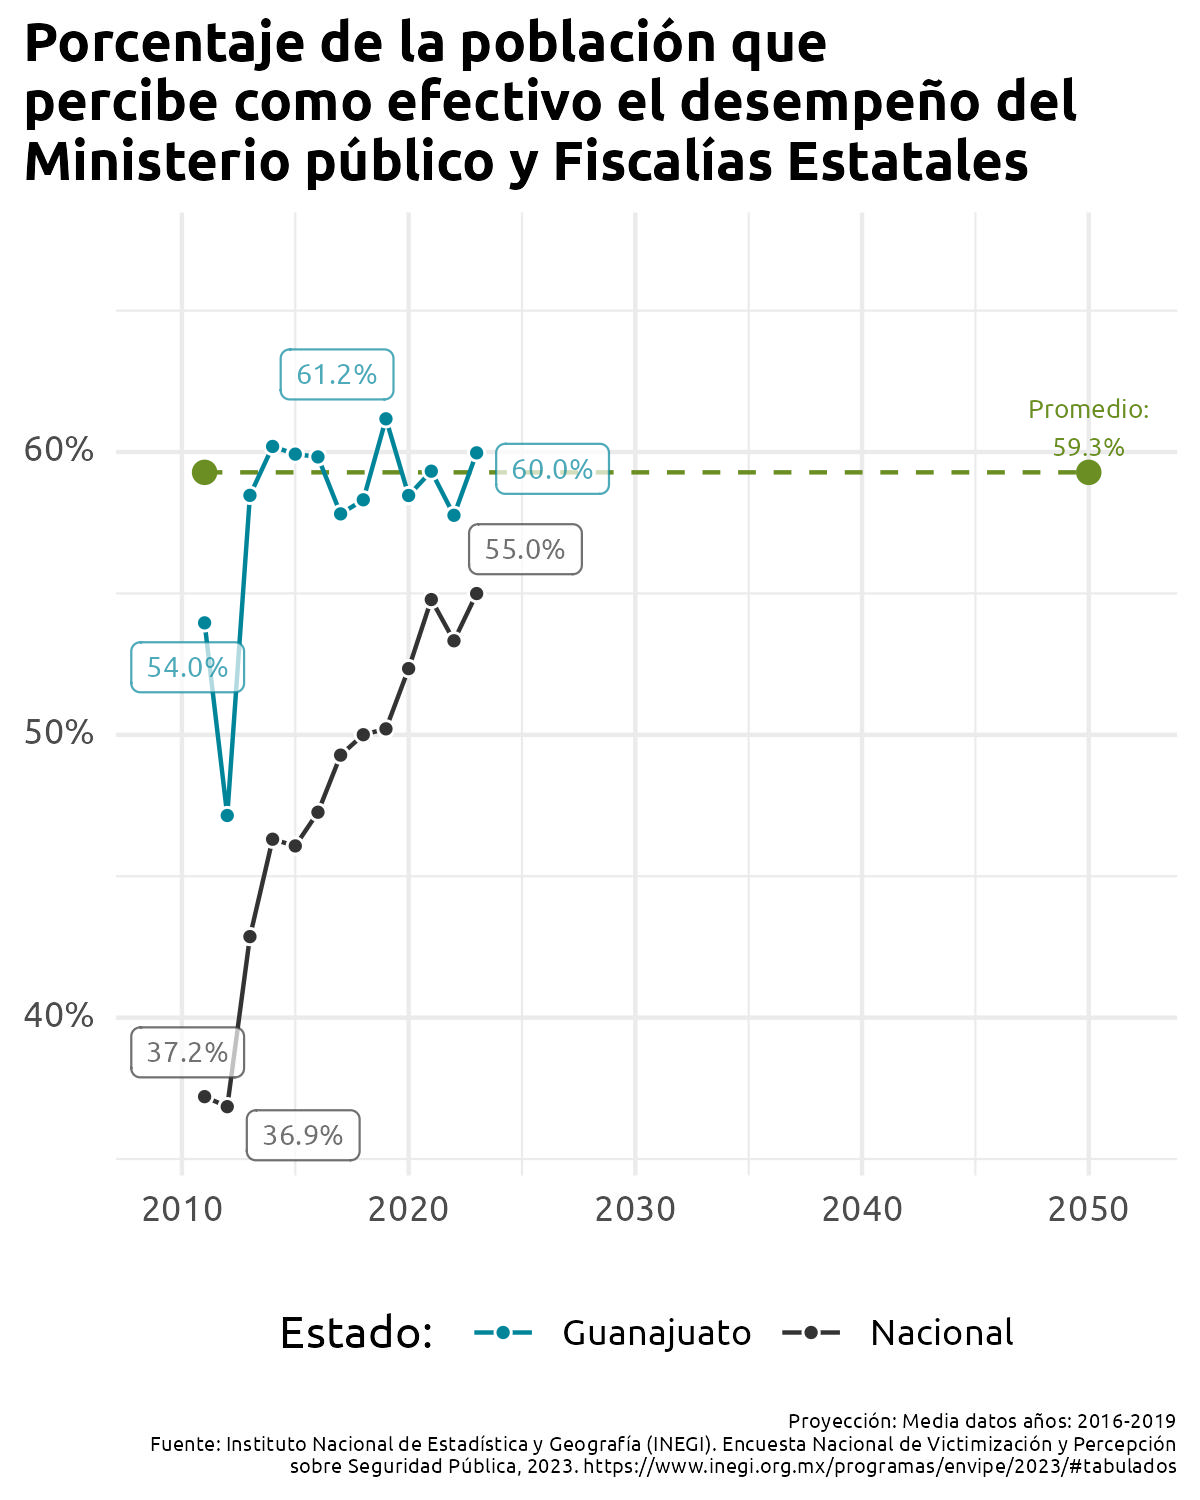 Porcentaje de la población que
percibe como efectivo el desempeño del
Ministerio público y Fiscalías Estatales
61.2%
Promedio:
59.3%
60%
60.0%
55.0%
54.0%
50%
40%
37.2%
36.9%
2010 2020 2030 2040 2050
Estado: Guanajuato Nacional
Proyección: Media datos años: 2016-2019
Fuente: Instituto Nacional de Estadística y Geografía (INEGI). Encuesta Nacional de Victimización y Percepción
sobre Seguridad Pública, 2023. https://www.inegi.org.mx/programas/envipe/2023/#tabulados